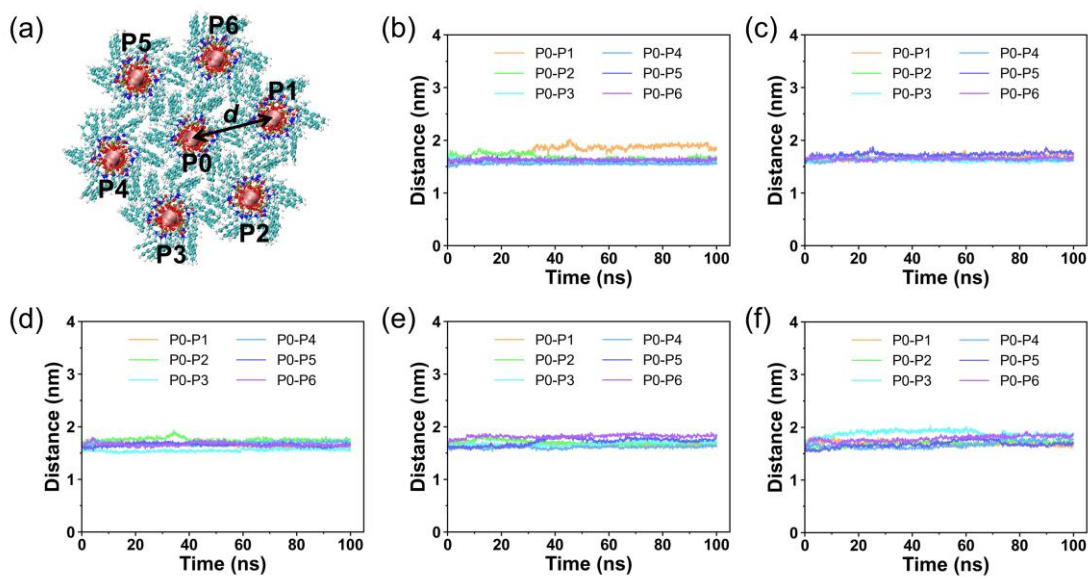 (a)
P6
P5
P1
d
P0
P4
P2
P3
(b)
4
3
2
1
0
Distance (nm)
P0-P1 P0-P4
P0-P2 P0-P5
P0-P3 P0-P6
0 20 40 60 80 100
Time (ns)
(c)
4
3
2
1
0
Distance (nm)
P0-P1 P0-P4
P0-P2 P0-P5
P0-P3 P0-P6
0 20 40 60 80 100
Time (ns)
(d)
4
3
2
1
0
Distance (nm)
P0-P1 P0-P4
P0-P2 P0-P5
P0-P3 P0-P6
0 20 40 60 80 100
Time (ns)
(e)
4
3
2
1
0
Distance (nm)
P0-P1 P0-P4
P0-P2 P0-P5
P0-P3 P0-P6
0 20 40 60 80 100
Time (ns)
(f)
4
3
2
1
0
Distance (nm)
P0-P1 P0-P4
P0-P2 P0-P5
P0-P3 P0-P6
0 20 40 60 80 100
Time (ns)